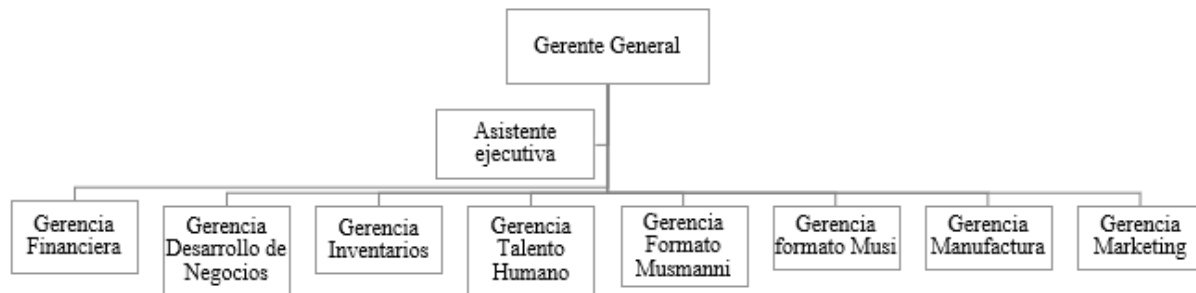 Gerente General
Asistente
ejecutiva
Gerencia
Financiera
Gerencia
Desarrollo de
Negocios
Gerencia
Inventarios
Gerencia
Talento
Humano
Gerencia
Formato
Musmanni
Gerencia
formato Musi
Gerencia
Manufactura
Gerencia
Marketing